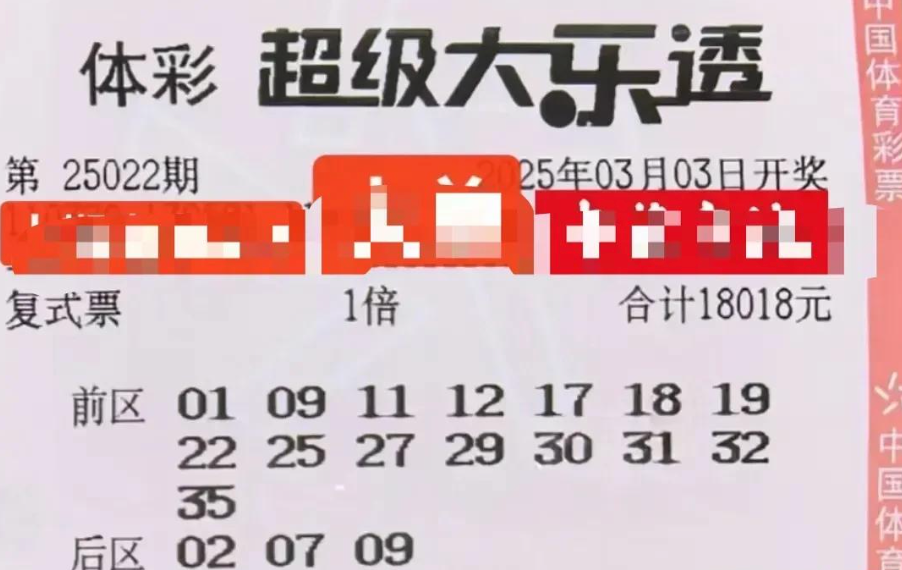 体彩 超级大乐透
第 25022期 2025年03月03日开奖
复式票 1倍 合计18018元
前区 01 09 11 12 17 18 19
22 25 27 29 30 31 32
35
后区 02 07 09
中国体育彩票
中国体育